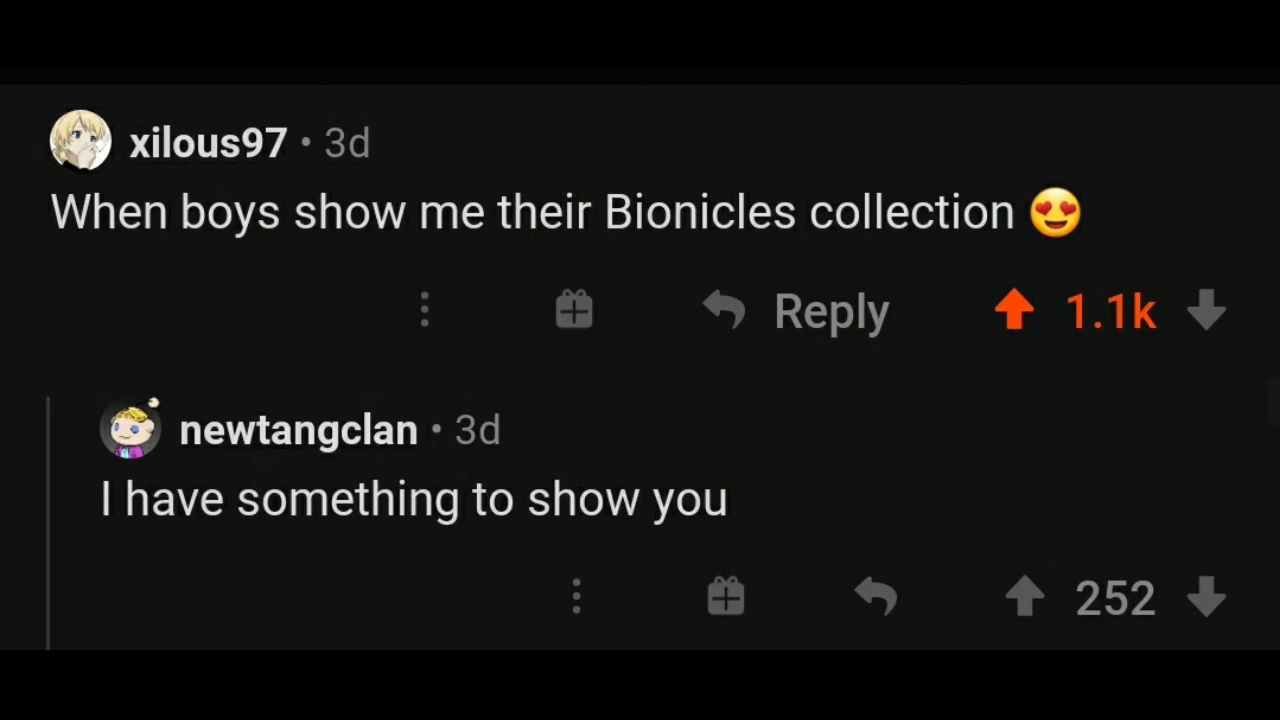 xilous97 • 3d
When boys show me their Bionicles collection 😍
Reply 1.1k
newtangclan • 3d
I have something to show you
252